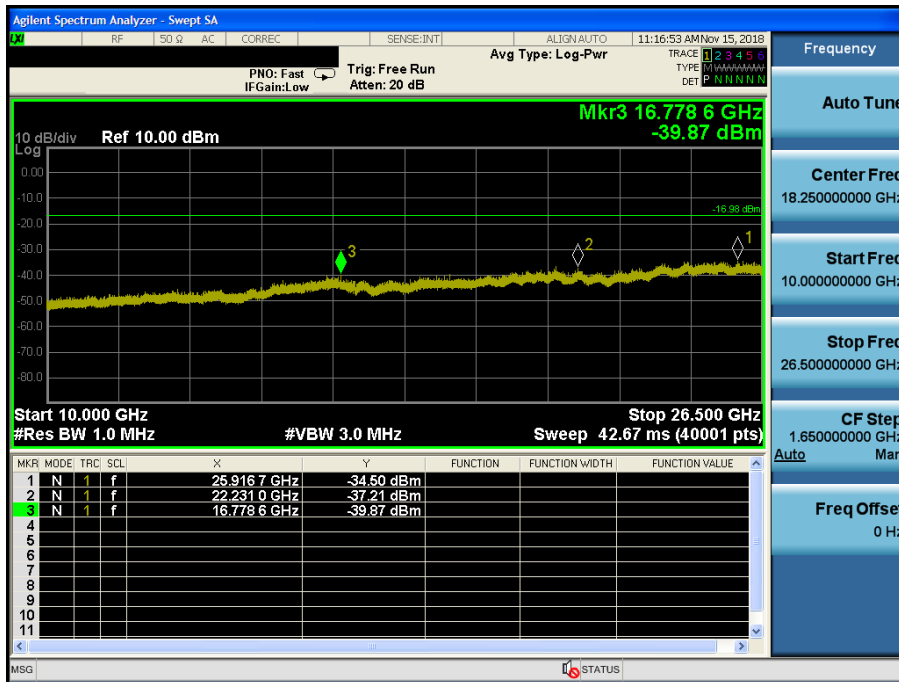 Agilent Spectrum Analyzer - Swept SA
LXI RF 50 Ω AC CORREC SENSE:INT ALIGN AUTO 11:16:53 AM Nov 15, 2018
Avg Type: Log-Pwr
TRACE 1 2 3 4 5 6
PNO: Fast Trig: Free Run
TYPE M W W W W W
IFGain:Low Atten: 20 dB
DET P N N N N N
Mkr3 16.778 6 GHz
-39.87 dBm
10 dB/div Ref 10.00 dBm
Log
0.00
-10.0
-16.98 dBm
-20.0
-30.0
-40.0
-50.0
-60.0
-70.0
-80.0
3
2
1
Start 10.000 GHz Stop 26.500 GHz
#Res BW 1.0 MHz #VBW 3.0 MHz Sweep 42.67 ms (40001 pts)
MKR MODE TRC SCL X Y FUNCTION FUNCTION WIDTH FUNCTION VALUE
1 N 1 f 25.916 7 GHz -34.50 dBm
2 N 1 f 22.231 0 GHz -37.21 dBm
3 N 1 f 16.778 6 GHz -39.87 dBm
4
5
6
7
8
9
10
11
MSG STATUS
Frequency
Auto Tune
Center Freq
18.250000000 GHz
Start Freq
10.000000000 GHz
Stop Freq
26.500000000 GHz
CF Step
1.650000000 GHz
Auto Man
Freq Offset
0 Hz